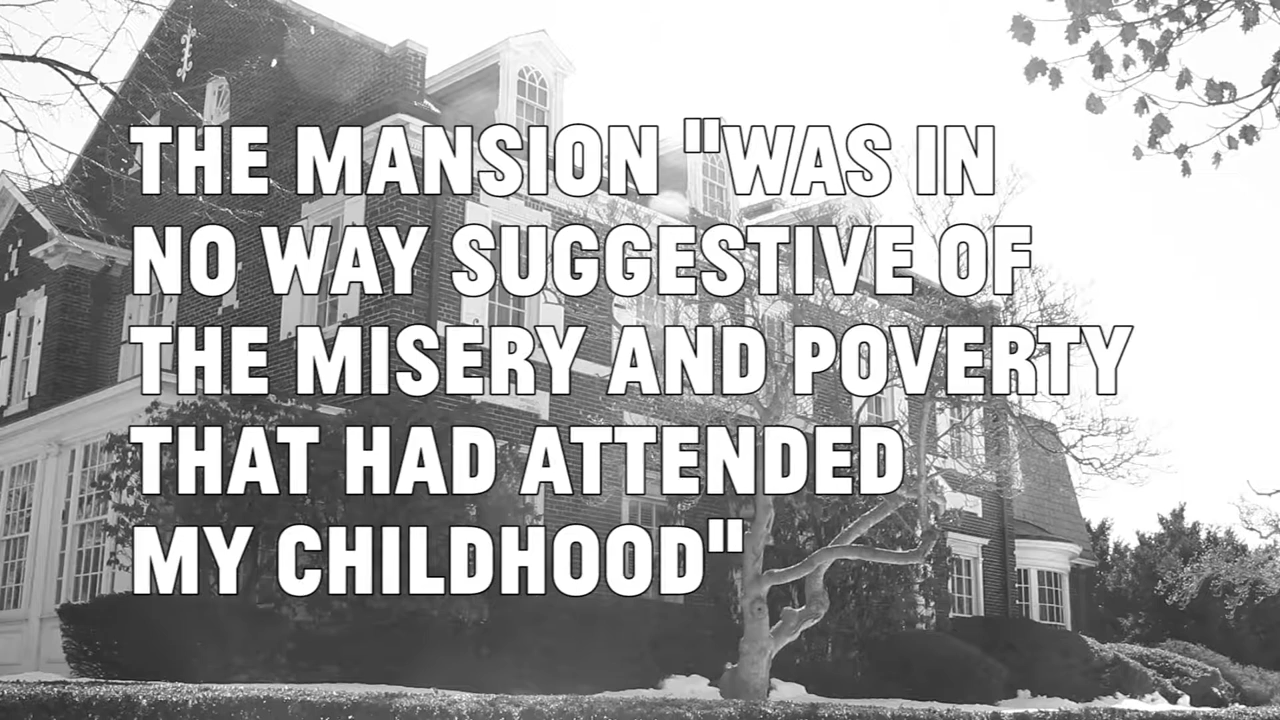 THE MANSION "WAS IN
NO WAY SUGGESTIVE OF
THE MISERY AND POVERTY
THAT HAD ATTENDED
MY CHILDHOOD"